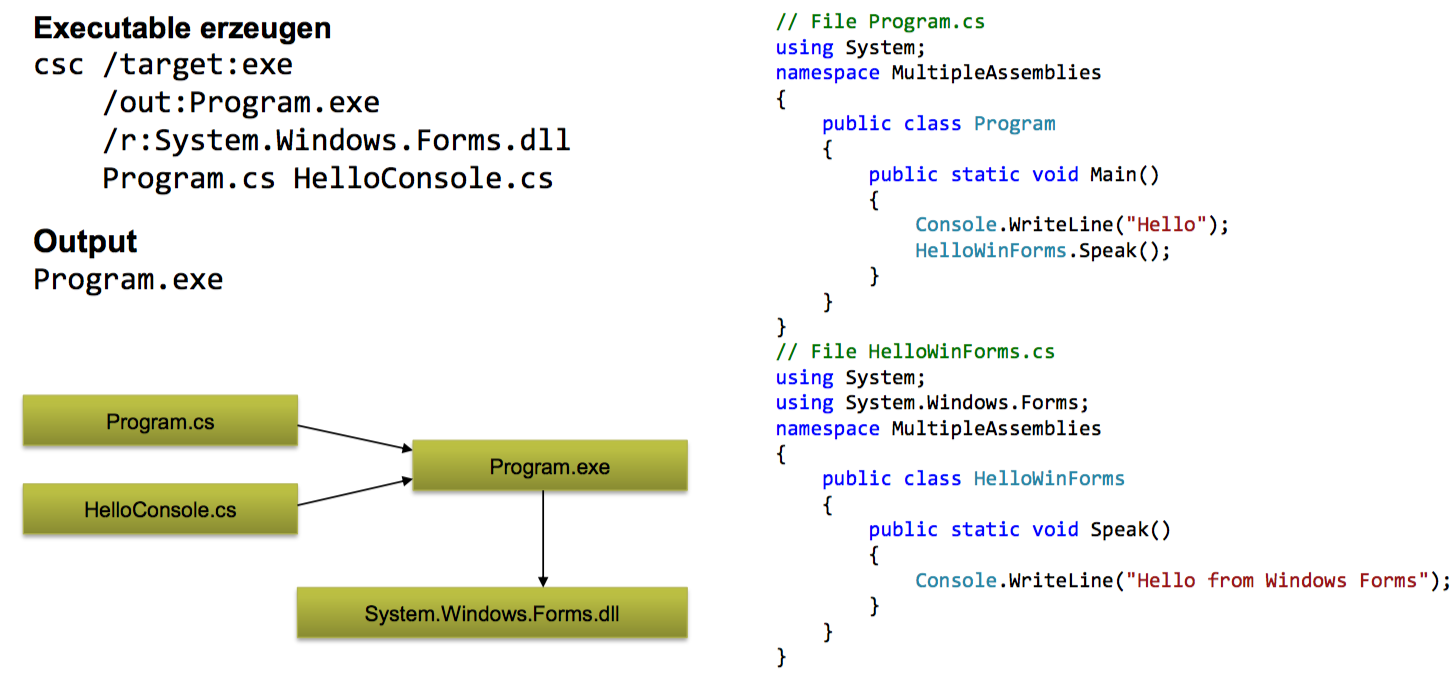 Executable erzeugen
csc /target:exe
    /out:Program.exe
    /r:System.Windows.Forms.dll
    Program.cs HelloConsole.cs
Output
Program.exe
Program.cs
HelloConsole.cs
Program.exe
System.Windows.Forms.dll
// File Program.cs
using System;
namespace MultipleAssemblies
{
    public class Program
    {
        public static void Main()
        {
            Console.WriteLine("Hello");
            HelloWinForms.Speak();
        }
    }
}
// File HelloWinForms.cs
using System;
using System.Windows.Forms;
namespace MultipleAssemblies
{
    public class HelloWinForms
    {
        public static void Speak()
        {
            Console.WriteLine("Hello from Windows Forms");
        }
    }
}